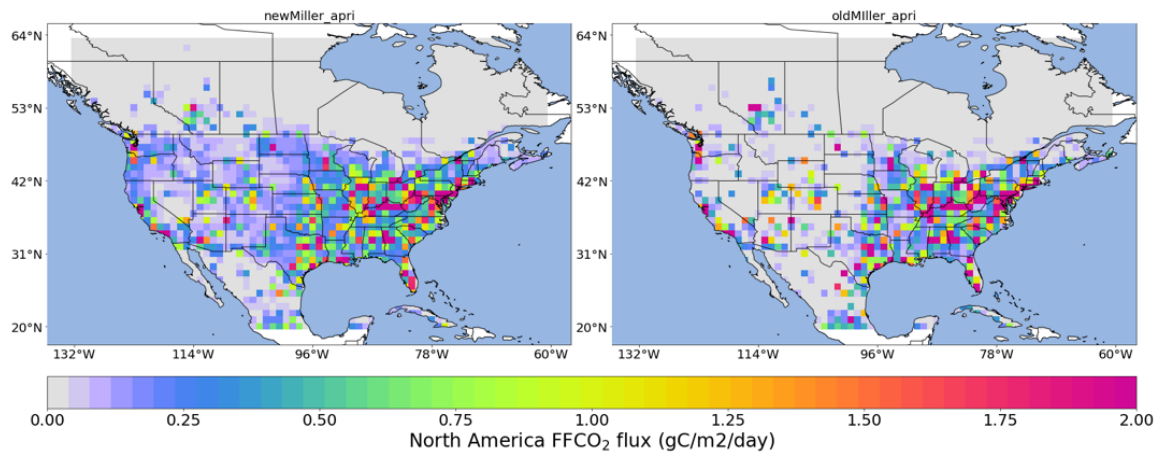 newMiller_apri oldMIller_apri
64°N 64°N
53°N 53°N
42°N 42°N
31°N 31°N
20°N 20°N
132°W 114°W 96°W 78°W 60°W 132°W 114°W 96°W 78°W 60°W
0.00 0.25 0.50 0.75 1.00 1.25 1.50 1.75 2.00
North America FFCO₂ flux (gC/m2/day)